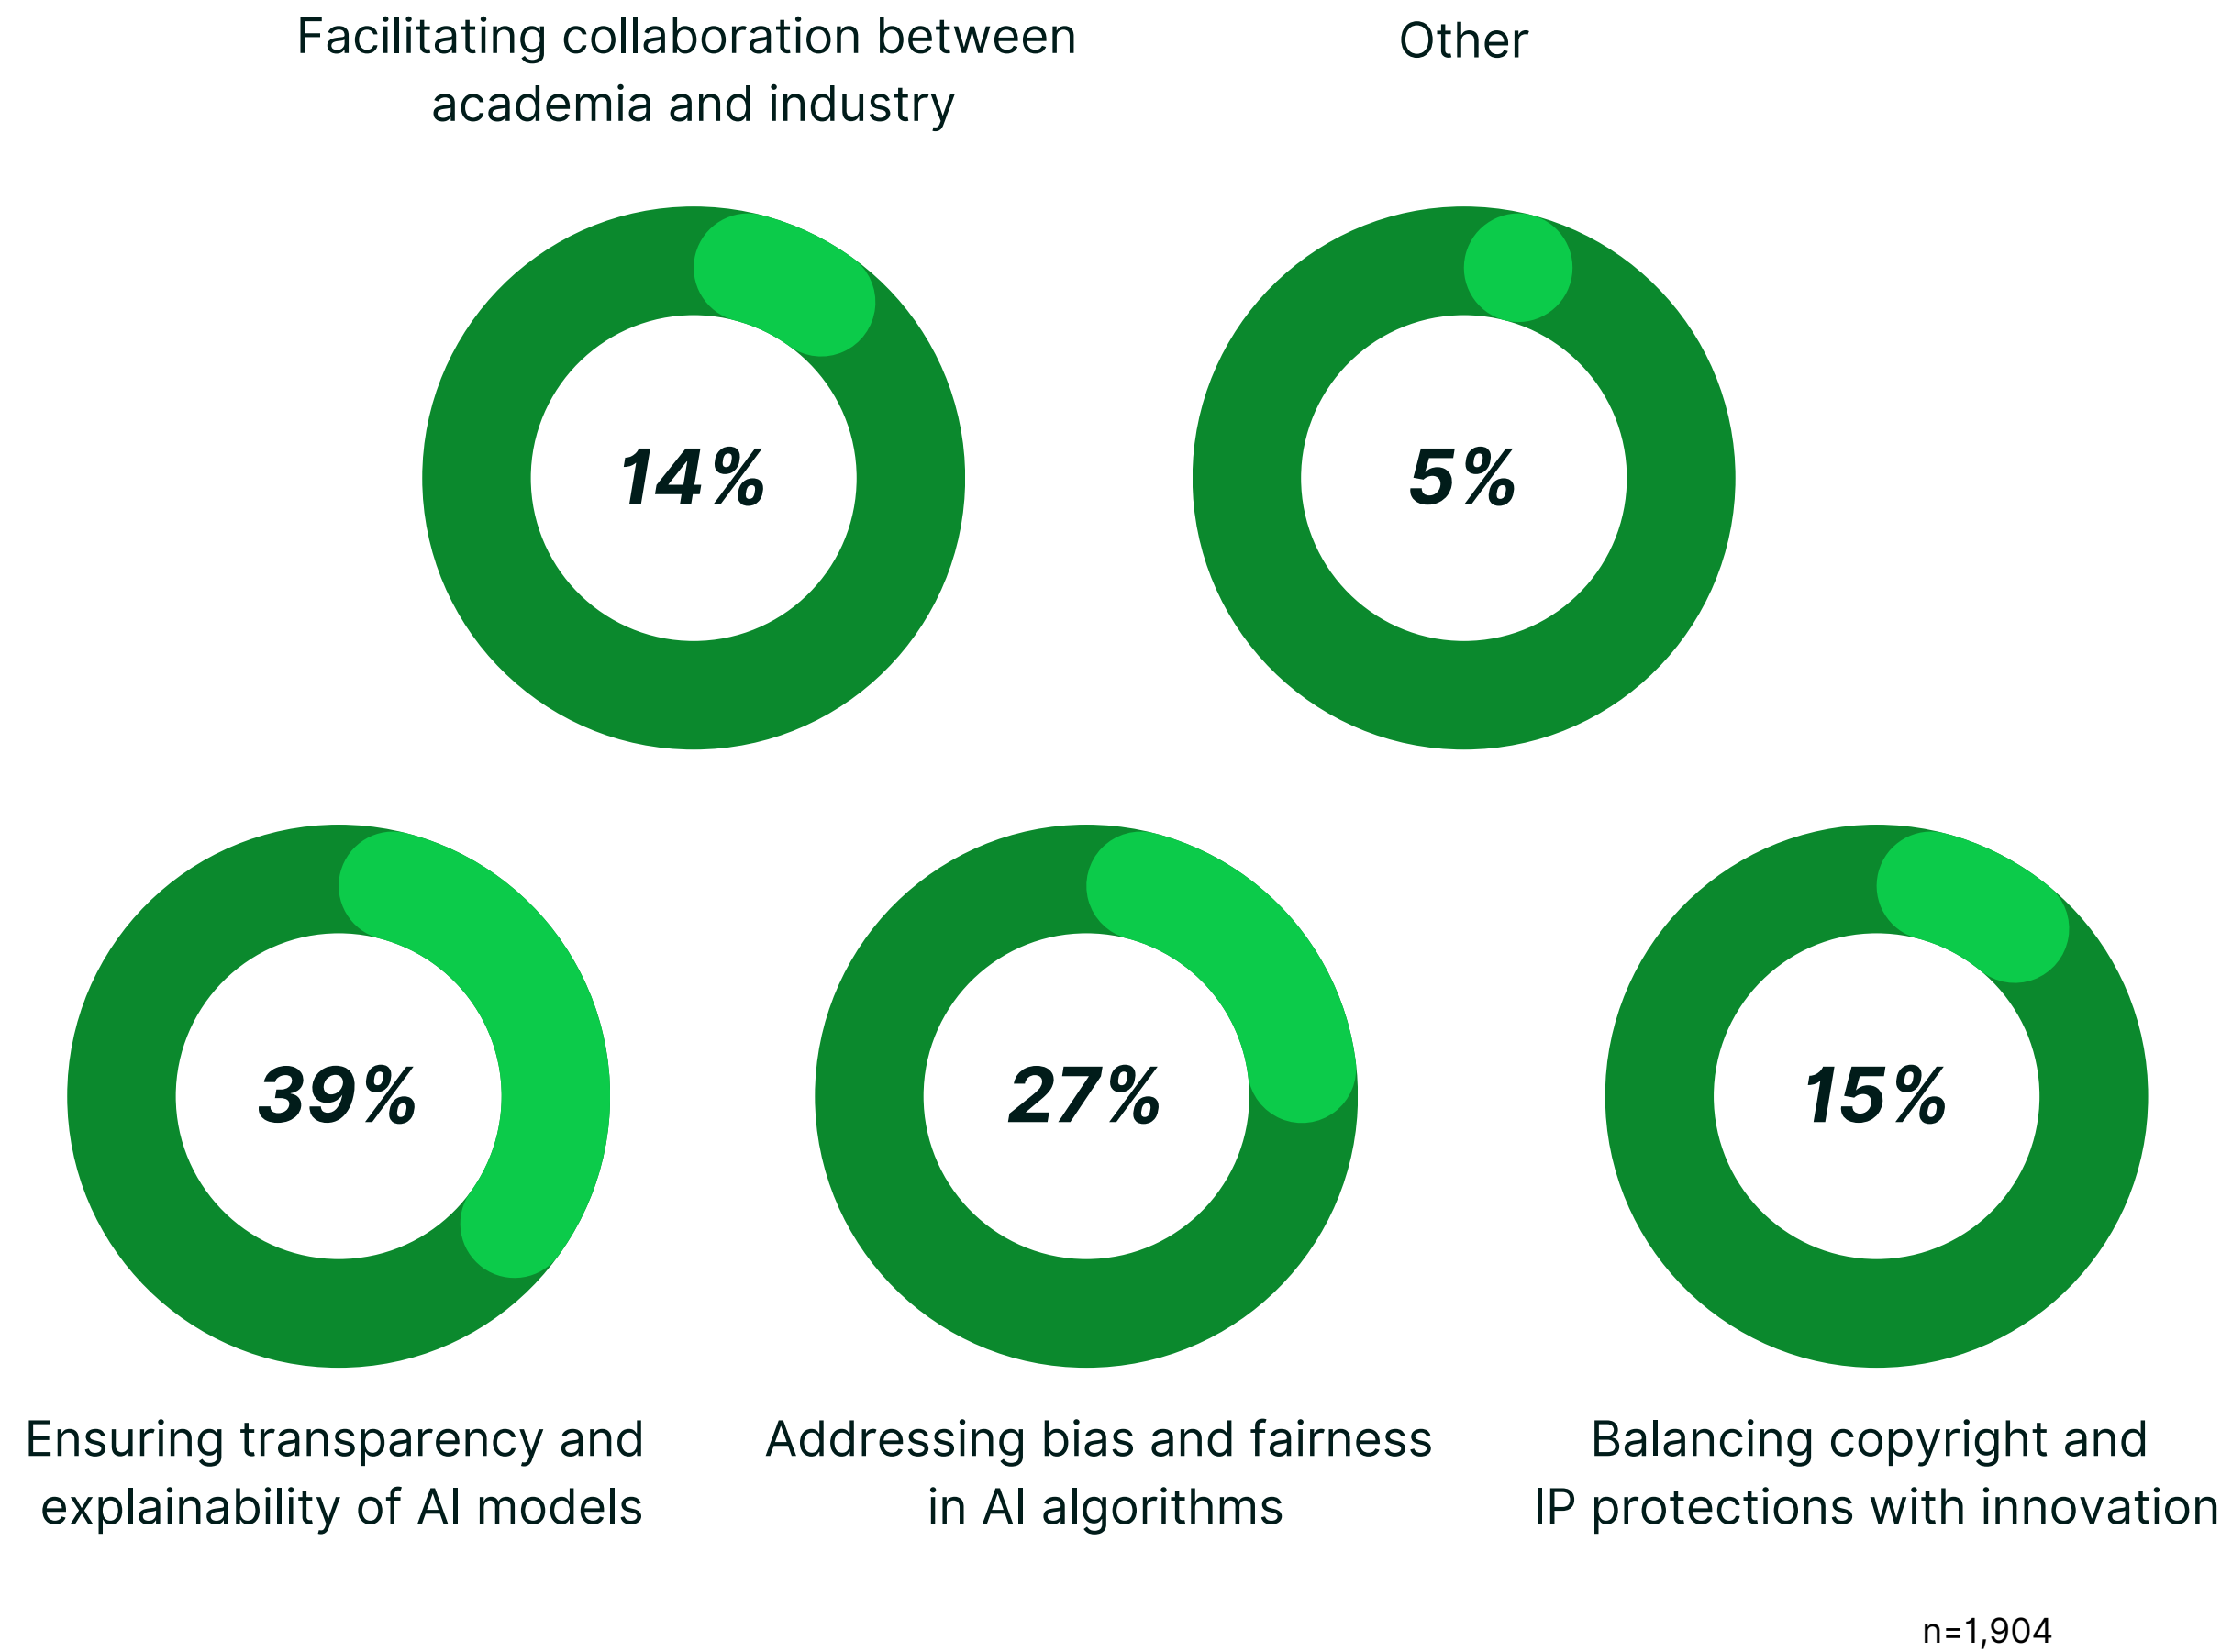 Facilitating collaboration between
academia and industry
Other
14%
5%
39%
27%
15%
Ensuring transparency and
explainability of AI models
Addressing bias and fairness
in AI algorithms
Balancing copyright and
IP protections with innovation
n=1,904